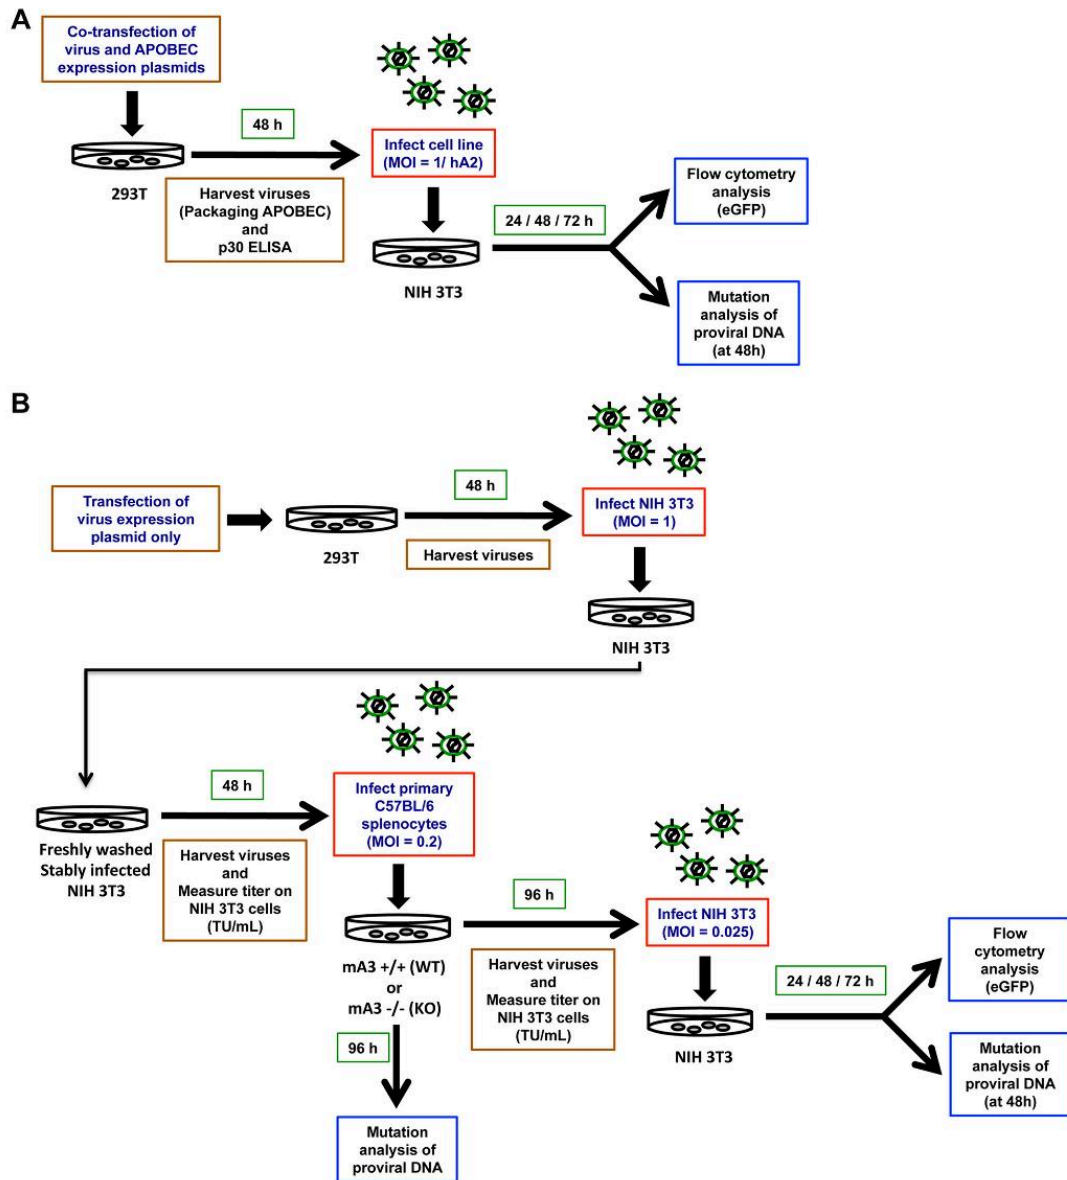 A
Co-transfection of
virus and APOBEC
expression plasmids
293T
48 h
Harvest viruses
(Packaging APOBEC)
and
p30 ELISA
Infect cell line
(MOI = 1/ hA2)
NIH 3T3
24 / 48 / 72 h
Flow cytometry
analysis
(eGFP)
Mutation
analysis of
proviral DNA
(at 48h)
B
Transfection of
virus expression
plasmid only
293T
48 h
Harvest viruses
Infect NIH 3T3
(MOI = 1)
NIH 3T3
Freshly washed
Stably infected
NIH 3T3
48 h
Harvest viruses
and
Measure titer on
NIH 3T3 cells
(TU/mL)
Infect primary
C57BL/6
splenocytes
(MOI = 0.2)
mA3 +/+ (WT)
or
mA3 -/- (KO)
96 h
Mutation
analysis of
proviral DNA
96 h
Harvest viruses
and
Measure titer on
NIH 3T3 cells
(TU/mL)
Infect NIH 3T3
(MOI = 0.025)
NIH 3T3
24 / 48 / 72 h
Flow
cytometry
analysis
(eGFP)
Mutation
analysis of
proviral DNA
(at 48h)